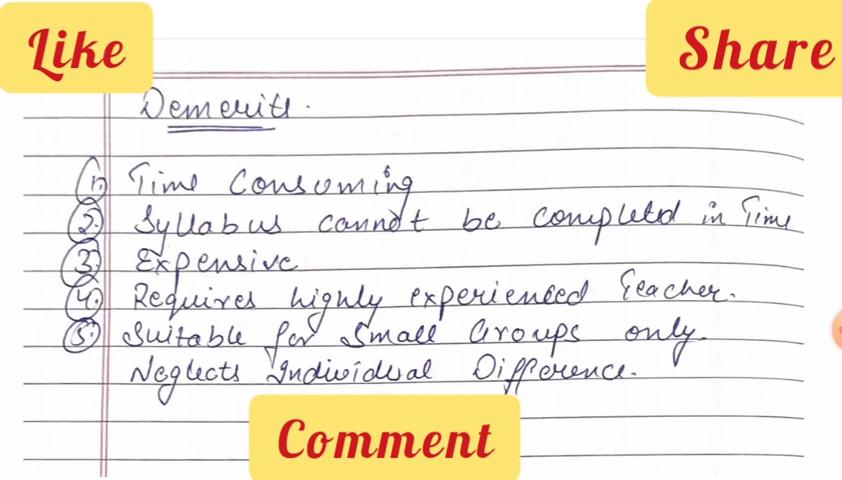 Like
Share
Demerits.
1. Time Consuming
2. Syllabus cannot be completd in Time
3. Expensive
4. Requires highly experienced Teacher.
5. Suitable for Small Groups only.
Neglects Individual Difference.
Comment